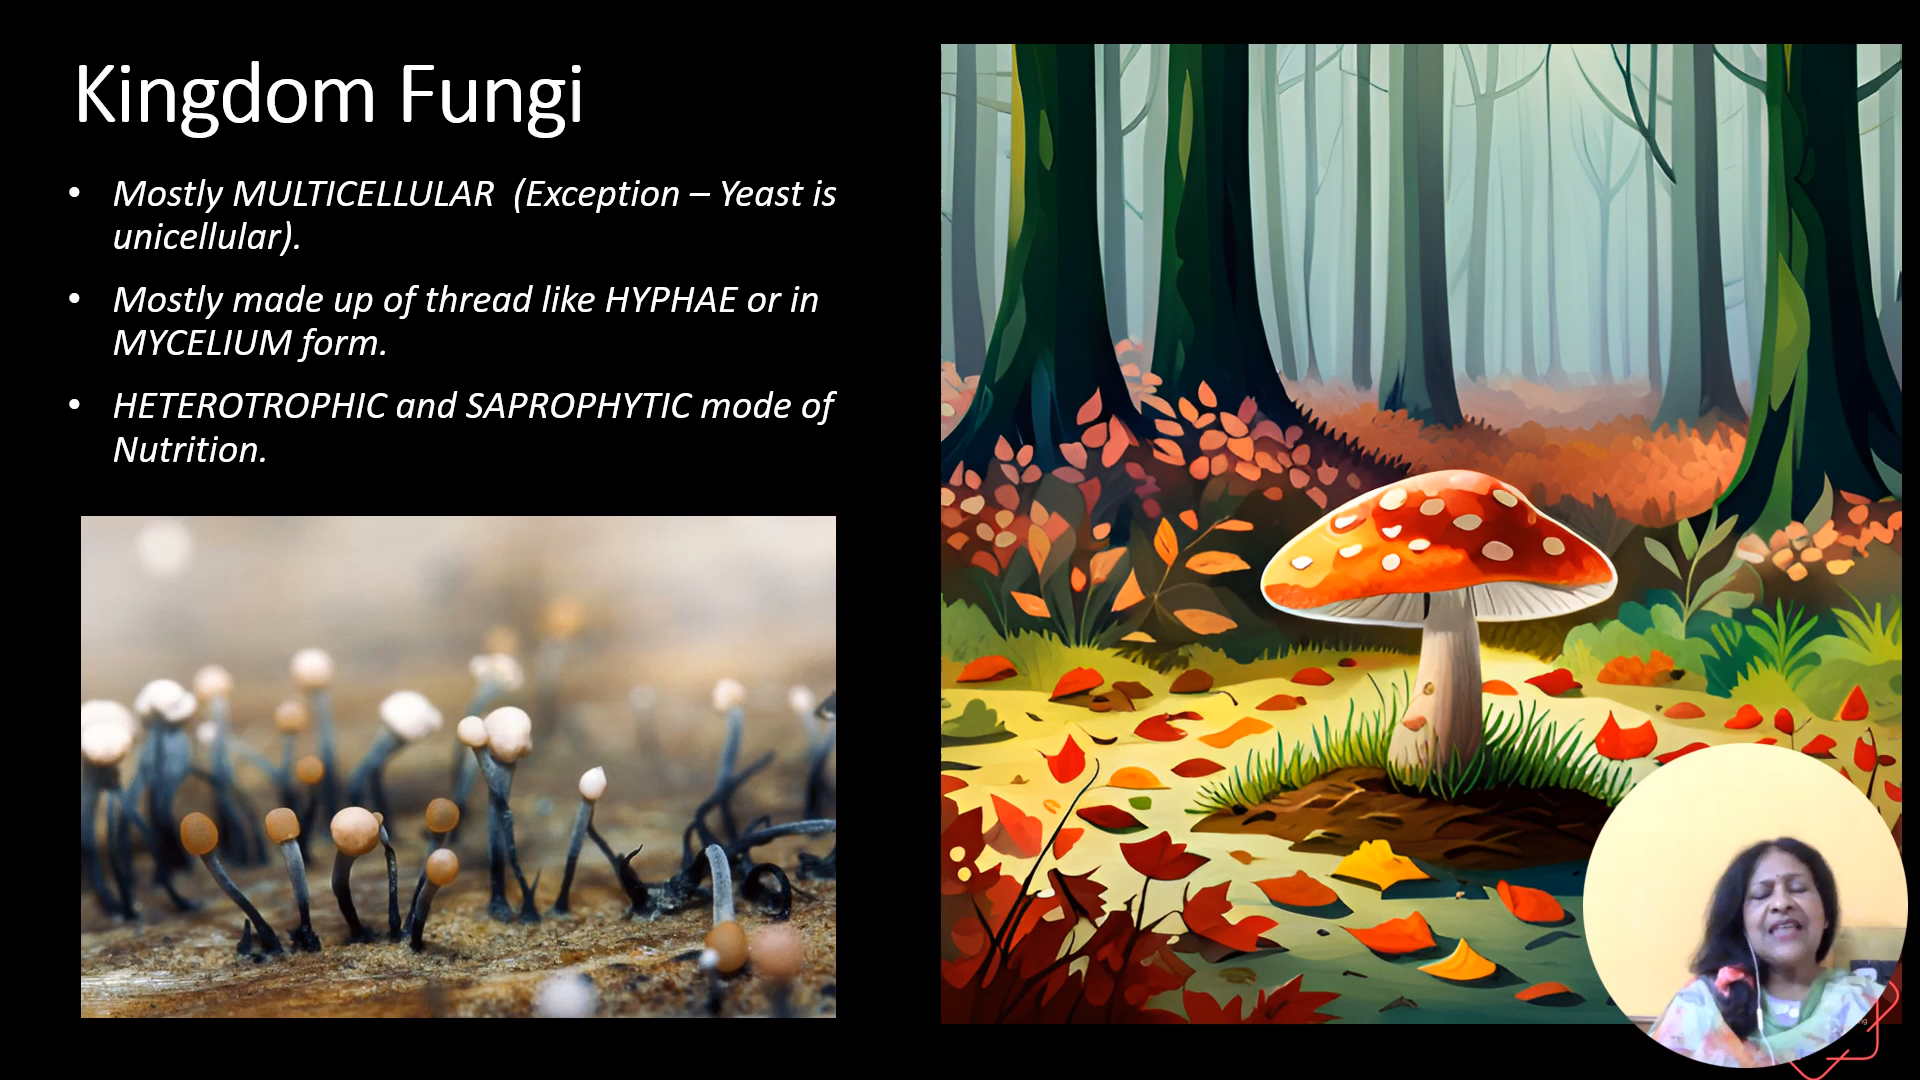 Kingdom Fungi
• Mostly MULTICELLULAR (Exception – Yeast is
unicellular).
• Mostly made up of thread like HYPHAE or in
MYCELIUM form.
• HETEROTROPHIC and SAPROPHYTIC mode of
Nutrition.